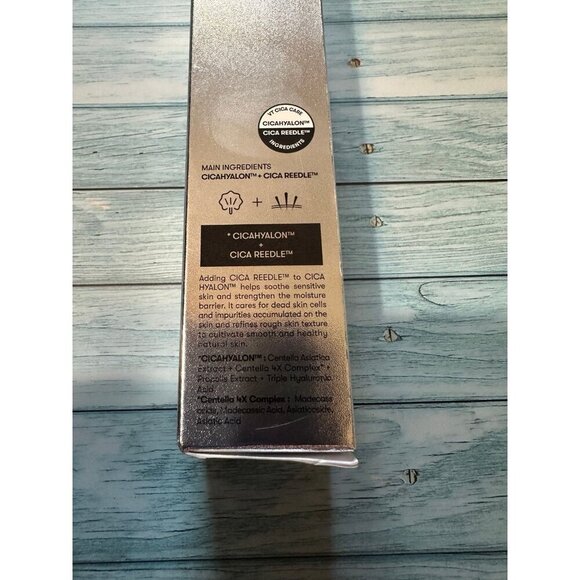 VT CICA CARE
CICAHYALON™
CICA REEDLE™
INGREDIENTS
MAIN INGREDIENTS
CICAHYALON™ + CICA REEDLE™
+
* CICAHYALON™
+
CICA REEDLE™
Adding CICA REEDLE™ to CICA
HYALON™ helps soothe sensitive
skin and strengthen the moisture
barrier. It cares for dead skin cells
and impurities accumulated on the
skin and refines rough skin texture
to cultivate smooth and healthy
natural skin.
*CICAHYALON™ : Centella Asiatica
Extract + Centella 4X Complex* +
Propolis Extract + Triple Hyaluronic
Acid
*Centella 4X Complex : Madecass
oside, Madecassic Acid, Asiaticoside,
Asiatic Acid